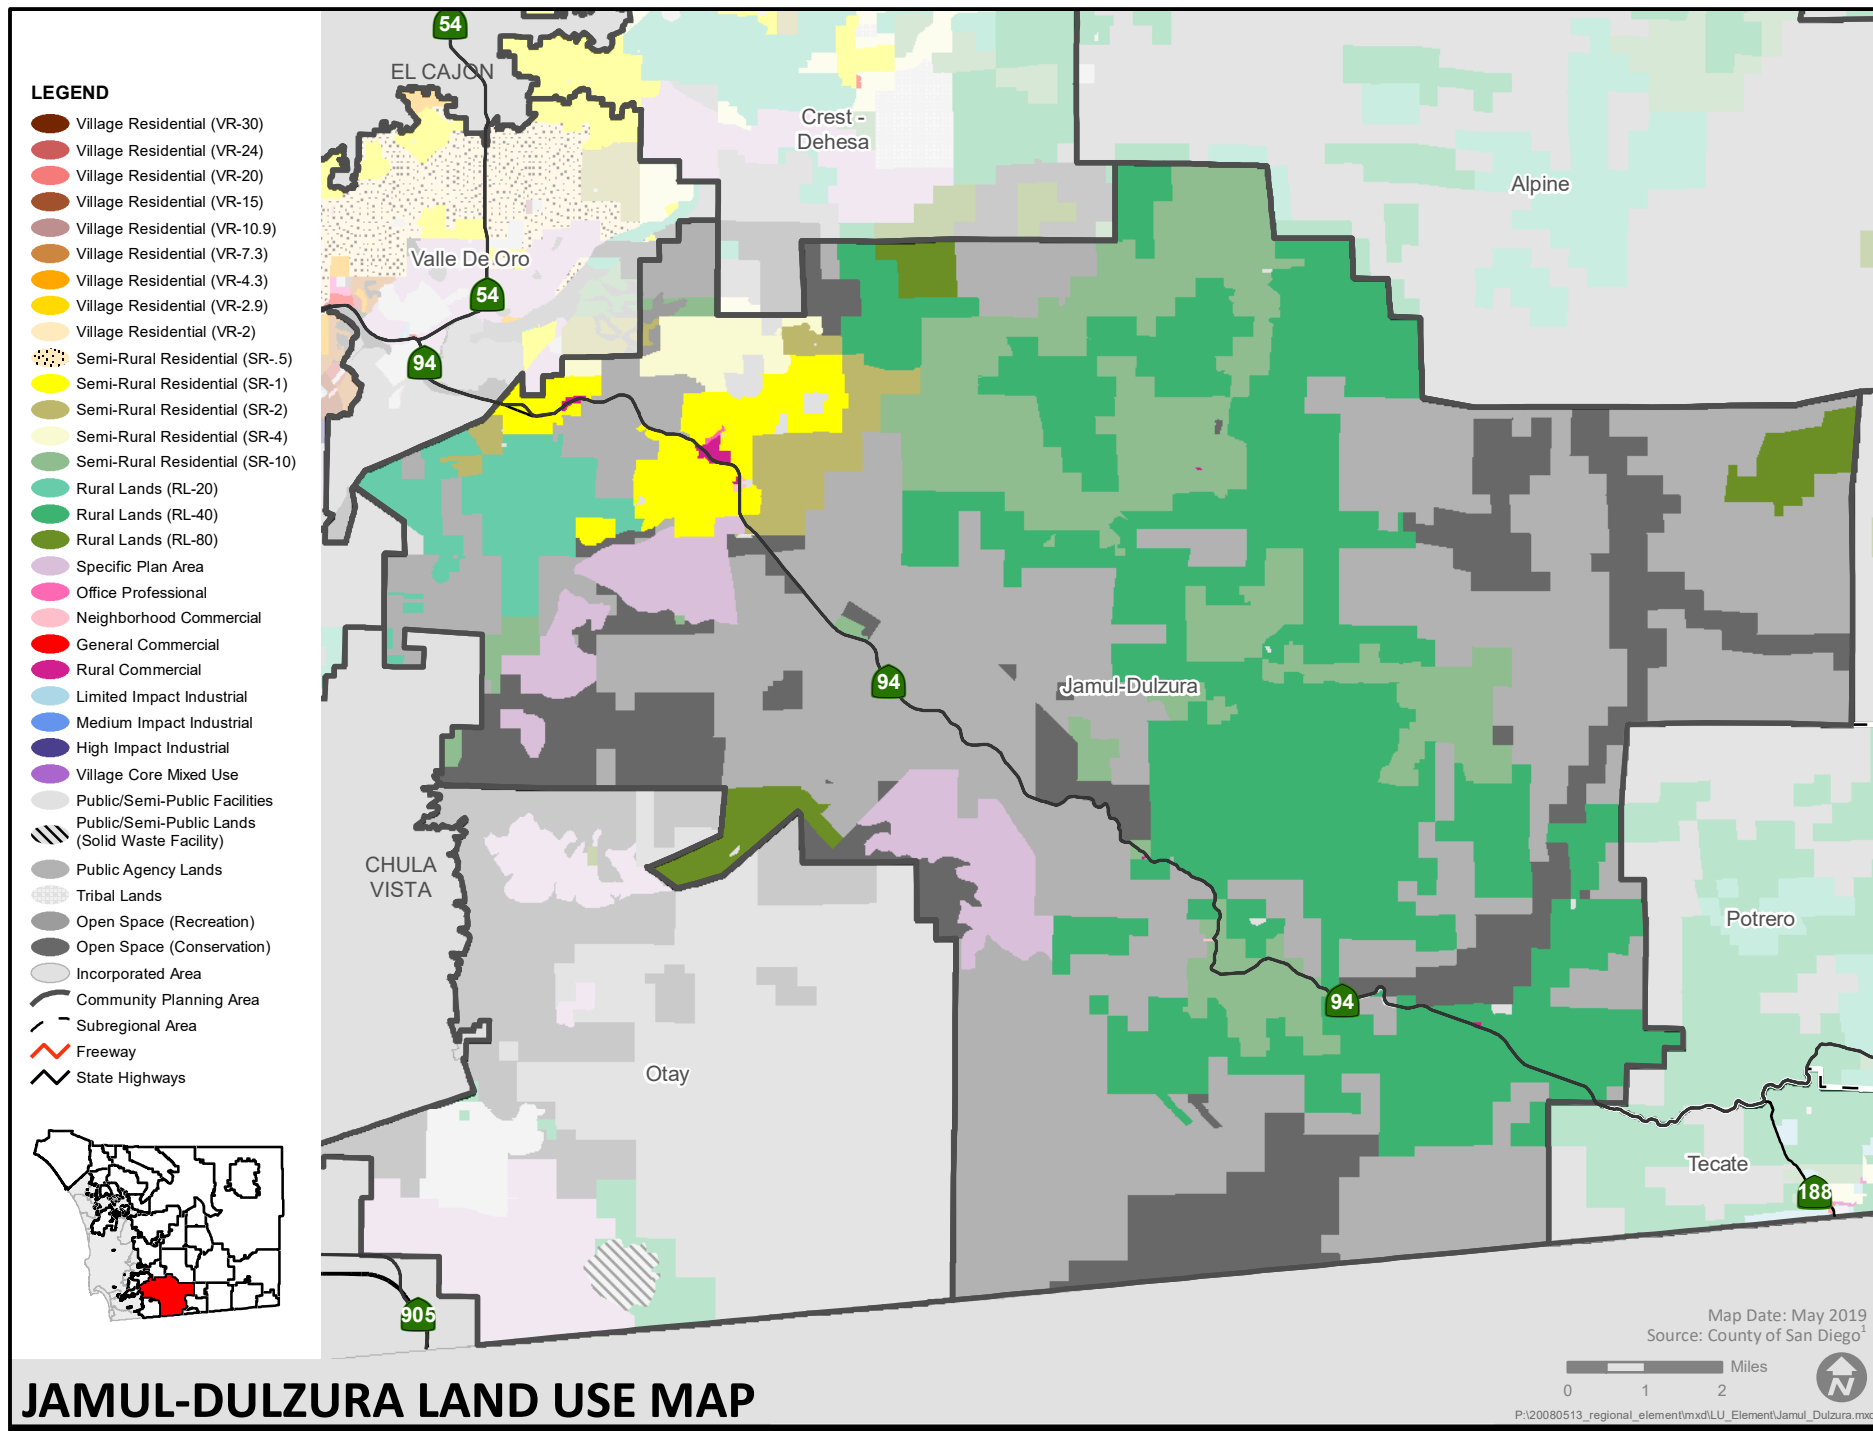 54
EL CAJON
LEGEND
Village Residential (VR-30)
Village Residential (VR-24)
Village Residential (VR-20)
Village Residential (VR-15)
Village Residential (VR-10.9)
Village Residential (VR-7.3)
Village Residential (VR-4.3)
Village Residential (VR-2.9)
Village Residential (VR-2)
Semi-Rural Residential (SR-.5)
Semi-Rural Residential (SR-1)
Semi-Rural Residential (SR-2)
Semi-Rural Residential (SR-4)
Semi-Rural Residential (SR-10)
Rural Lands (RL-20)
Rural Lands (RL-40)
Rural Lands (RL-80)
Specific Plan Area
Office Professional
Neighborhood Commercial
General Commercial
Rural Commercial
Limited Impact Industrial
Medium Impact Industrial
High Impact Industrial
Village Core Mixed Use
Public/Semi-Public Facilities
Public/Semi-Public Lands
(Solid Waste Facility)
Public Agency Lands
Tribal Lands
Open Space (Recreation)
Open Space (Conservation)
Incorporated Area
Community Planning Area
Subregional Area
Freeway
State Highways
Crest -
Dehesa
Alpine
Valle De Oro
54
94
94
Jamul-Dulzura
CHULA
VISTA
Potrero
94
Otay
Tecate
188
905
Map Date: May 2019
Source: County of San Diego1
Miles
0 1 2
N
JAMUL-DULZURA LAND USE MAP
P:\20080513_regional_element\mxd\LU_Element\Jamul_Dulzura.mxd